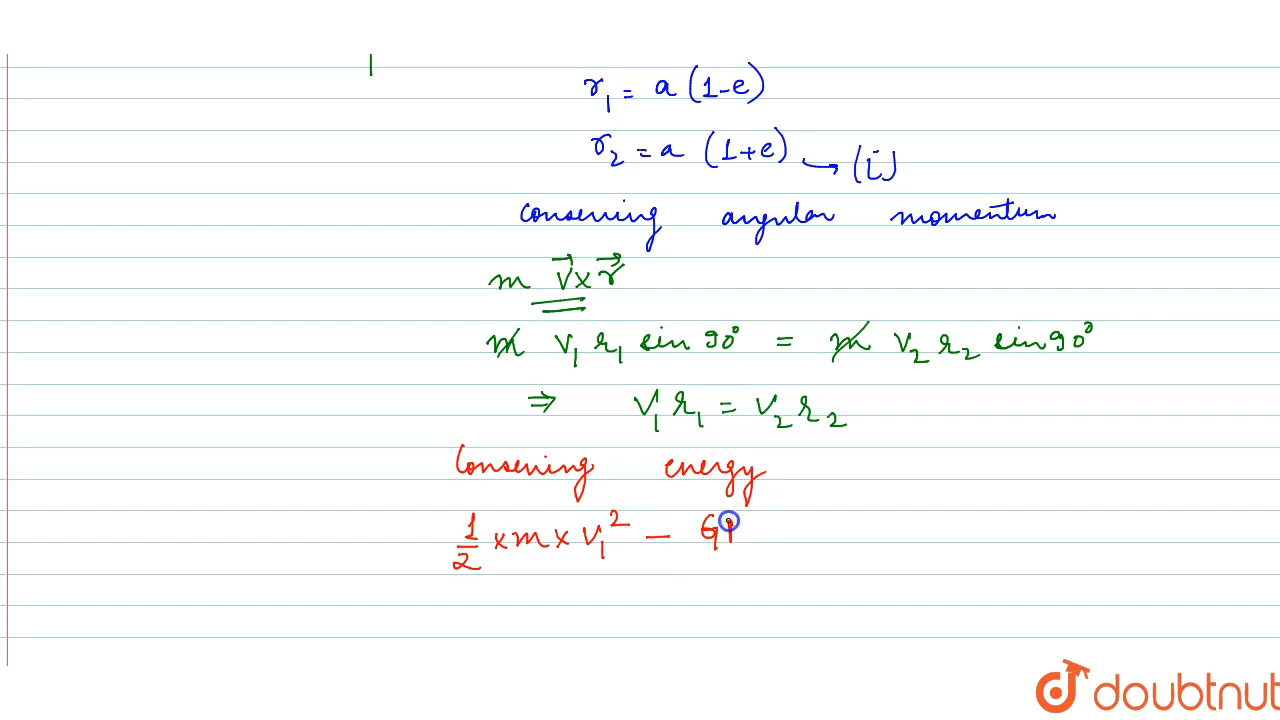 r₁ = a (1-e)
r₂ = a (1+e) → (i)
conserving angular momentum
m v⃗ × r⃗
m v₁ r₁ sin 90° = m v₂ r₂ sin 90°
⇒ v₁ r₁ = v₂ r₂
Conserving energy
1/2 × m × v₁² – G
doubtnut